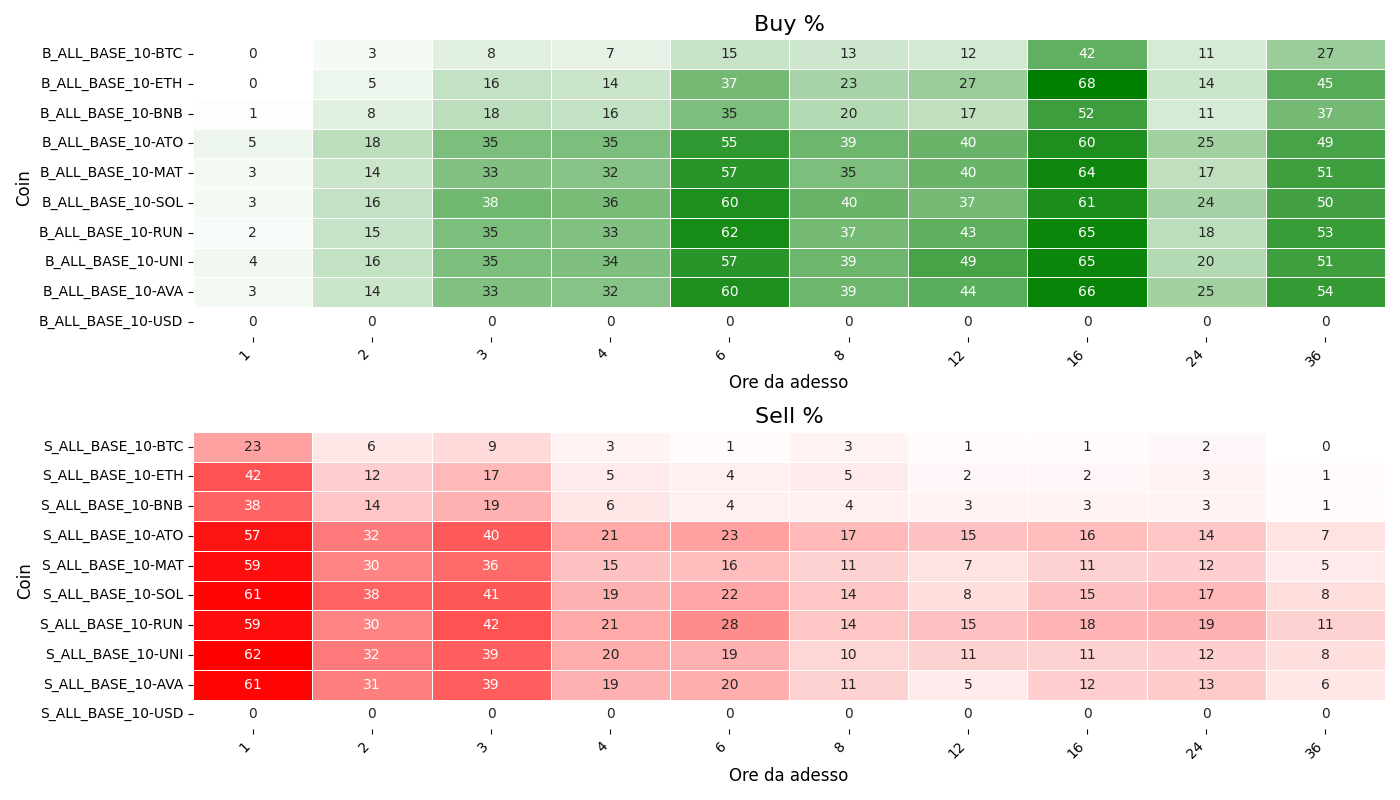 Buy %
Coin
B_ALL_BASE_10-BTC 0 3 8 7 15 13 12 42 11 27
B_ALL_BASE_10-ETH 0 5 16 14 37 23 27 68 14 45
B_ALL_BASE_10-BNB 1 8 18 16 35 20 17 52 11 37
B_ALL_BASE_10-ATO 5 18 35 35 55 39 40 60 25 49
B_ALL_BASE_10-MAT 3 14 33 32 57 35 40 64 17 51
B_ALL_BASE_10-SOL 3 16 38 36 60 40 37 61 24 50
B_ALL_BASE_10-RUN 2 15 35 33 62 37 43 65 18 53
B_ALL_BASE_10-UNI 4 16 35 34 57 39 49 65 20 51
B_ALL_BASE_10-AVA 3 14 33 32 60 39 44 66 25 54
B_ALL_BASE_10-USD 0 0 0 0 0 0 0 0 0 0
1 2 3 4 6 8 12 16 24 36
Ore da adesso
Sell %
Coin
S_ALL_BASE_10-BTC 23 6 9 3 1 3 1 1 2 0
S_ALL_BASE_10-ETH 42 12 17 5 4 5 2 2 3 1
S_ALL_BASE_10-BNB 38 14 19 6 4 4 3 3 3 1
S_ALL_BASE_10-ATO 57 32 40 21 23 17 15 16 14 7
S_ALL_BASE_10-MAT 59 30 36 15 16 11 7 11 12 5
S_ALL_BASE_10-SOL 61 38 41 19 22 14 8 15 17 8
S_ALL_BASE_10-RUN 59 30 42 21 28 14 15 18 19 11
S_ALL_BASE_10-UNI 62 32 39 20 19 10 11 11 12 8
S_ALL_BASE_10-AVA 61 31 39 19 20 11 5 12 13 6
S_ALL_BASE_10-USD 0 0 0 0 0 0 0 0 0 0
1 2 3 4 6 8 12 16 24 36
Ore da adesso